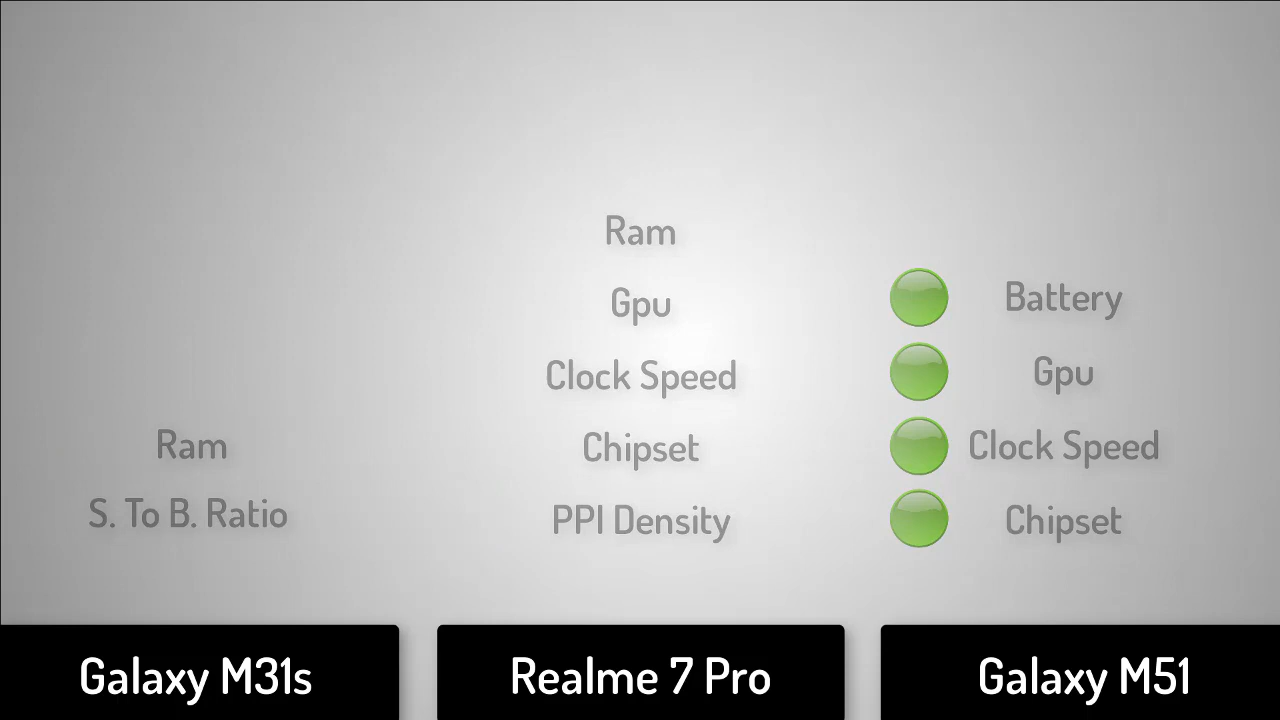 Ram
S. To B. Ratio
Galaxy M31s
Ram
Gpu
Clock Speed
Chipset
PPI Density
Realme 7 Pro
Battery
Gpu
Clock Speed
Chipset
Galaxy M51